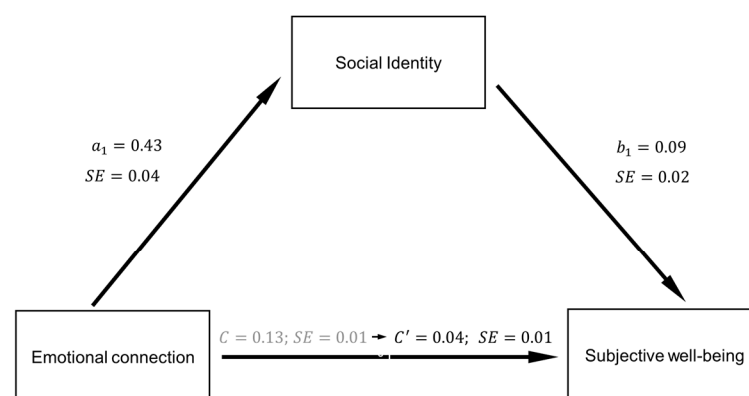 Social Identity
a₁ = 0.43
SE = 0.04
b₁ = 0.09
SE = 0.02
C = 0.13; SE = 0.01 → C′ = 0.04; SE = 0.01
Emotional connection
Subjective well-being